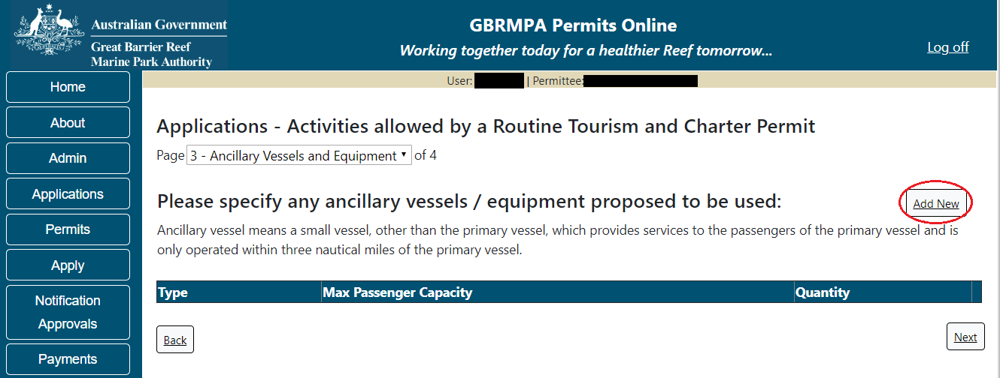 Australian Government
Great Barrier Reef
Marine Park Authority
GBRMPA Permits Online
Working together today for a healthier Reef tomorrow...
Log off
User: | Permittee:
Home
About
Admin
Applications
Permits
Apply
Notification
Approvals
Payments
Applications - Activities allowed by a Routine Tourism and Charter Permit
Page 3 - Ancillary Vessels and Equipment of 4
Please specify any ancillary vessels / equipment proposed to be used:
Add New
Ancillary vessel means a small vessel, other than the primary vessel, which provides services to the passengers of the primary vessel and is
only operated within three nautical miles of the primary vessel.
Type Max Passenger Capacity Quantity
Back
Next